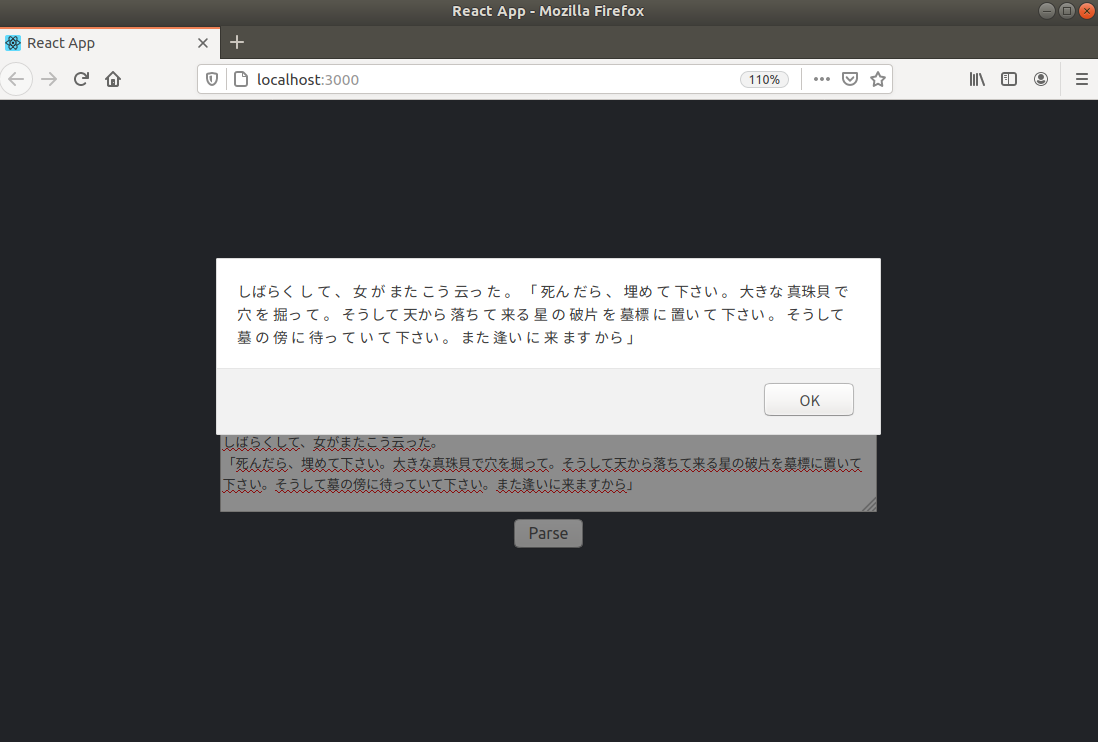 React App - Mozilla Firefox
React App
localhost:3000
110%
しばらく し て 、 女 が また こう 云っ た 。 「 死ん だら 、 埋め て 下さい 。 大きな 真珠貝 で
穴 を 掘っ て 。 そうして 天から 落ち て 来る 星 の 破片 を 墓標 に 置い て 下さい 。 そうして
墓 の 傍 に 待っ て い て 下さい 。 また 逢い に 来 ます から 」
OK
しばらくして、女がまたこう云った。
「死んだら、埋めて下さい。大きな真珠貝で穴を掘って。そうして天から落ちて来る星の破片を墓標に置いて
下さい。そうして墓の傍に待っていて下さい。また逢いに来ますから」
Parse